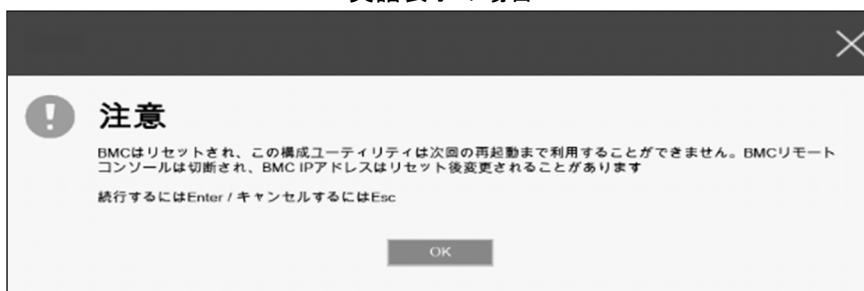 注意
BMCはリセットされ、この構成ユーティリティは次回の再起動まで利用することができません。BMCリモート
コンソールは切断され、BMC IPアドレスはリセット後変更されることがあります
続行するにはEnter / キャンセルするにはEsc
OK